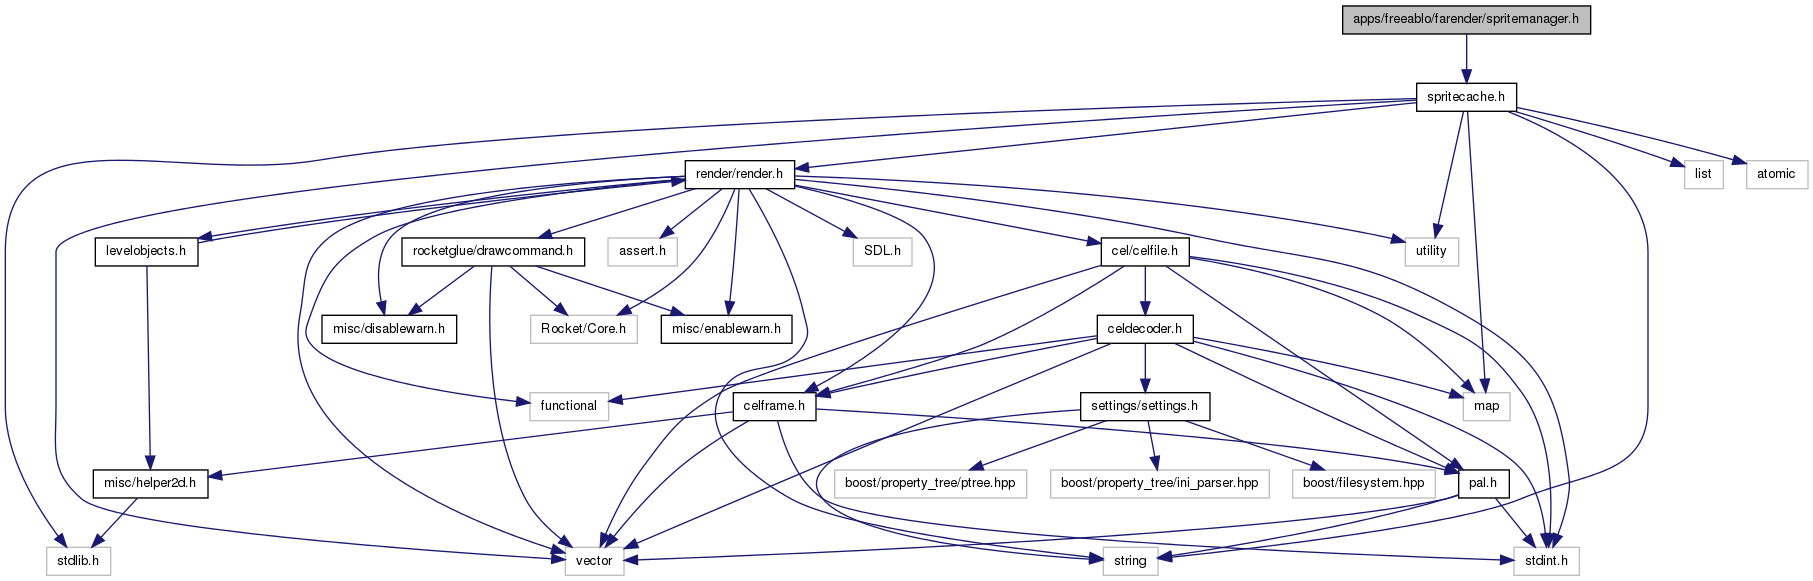 apps/freeablo/farender/spritemanager.h
spritecache.h
render/render.h
list
atomic
levelobjects.h
rocketglue/drawcommand.h
assert.h
SDL.h
cel/celfile.h
utility
misc/disablewarn.h
Rocket/Core.h
misc/enablewarn.h
celdecoder.h
functional
celframe.h
settings/settings.h
map
misc/helper2d.h
boost/property_tree/ptree.hpp
boost/property_tree/ini_parser.hpp
boost/filesystem.hpp
pal.h
stdlib.h
vector
string
stdint.h